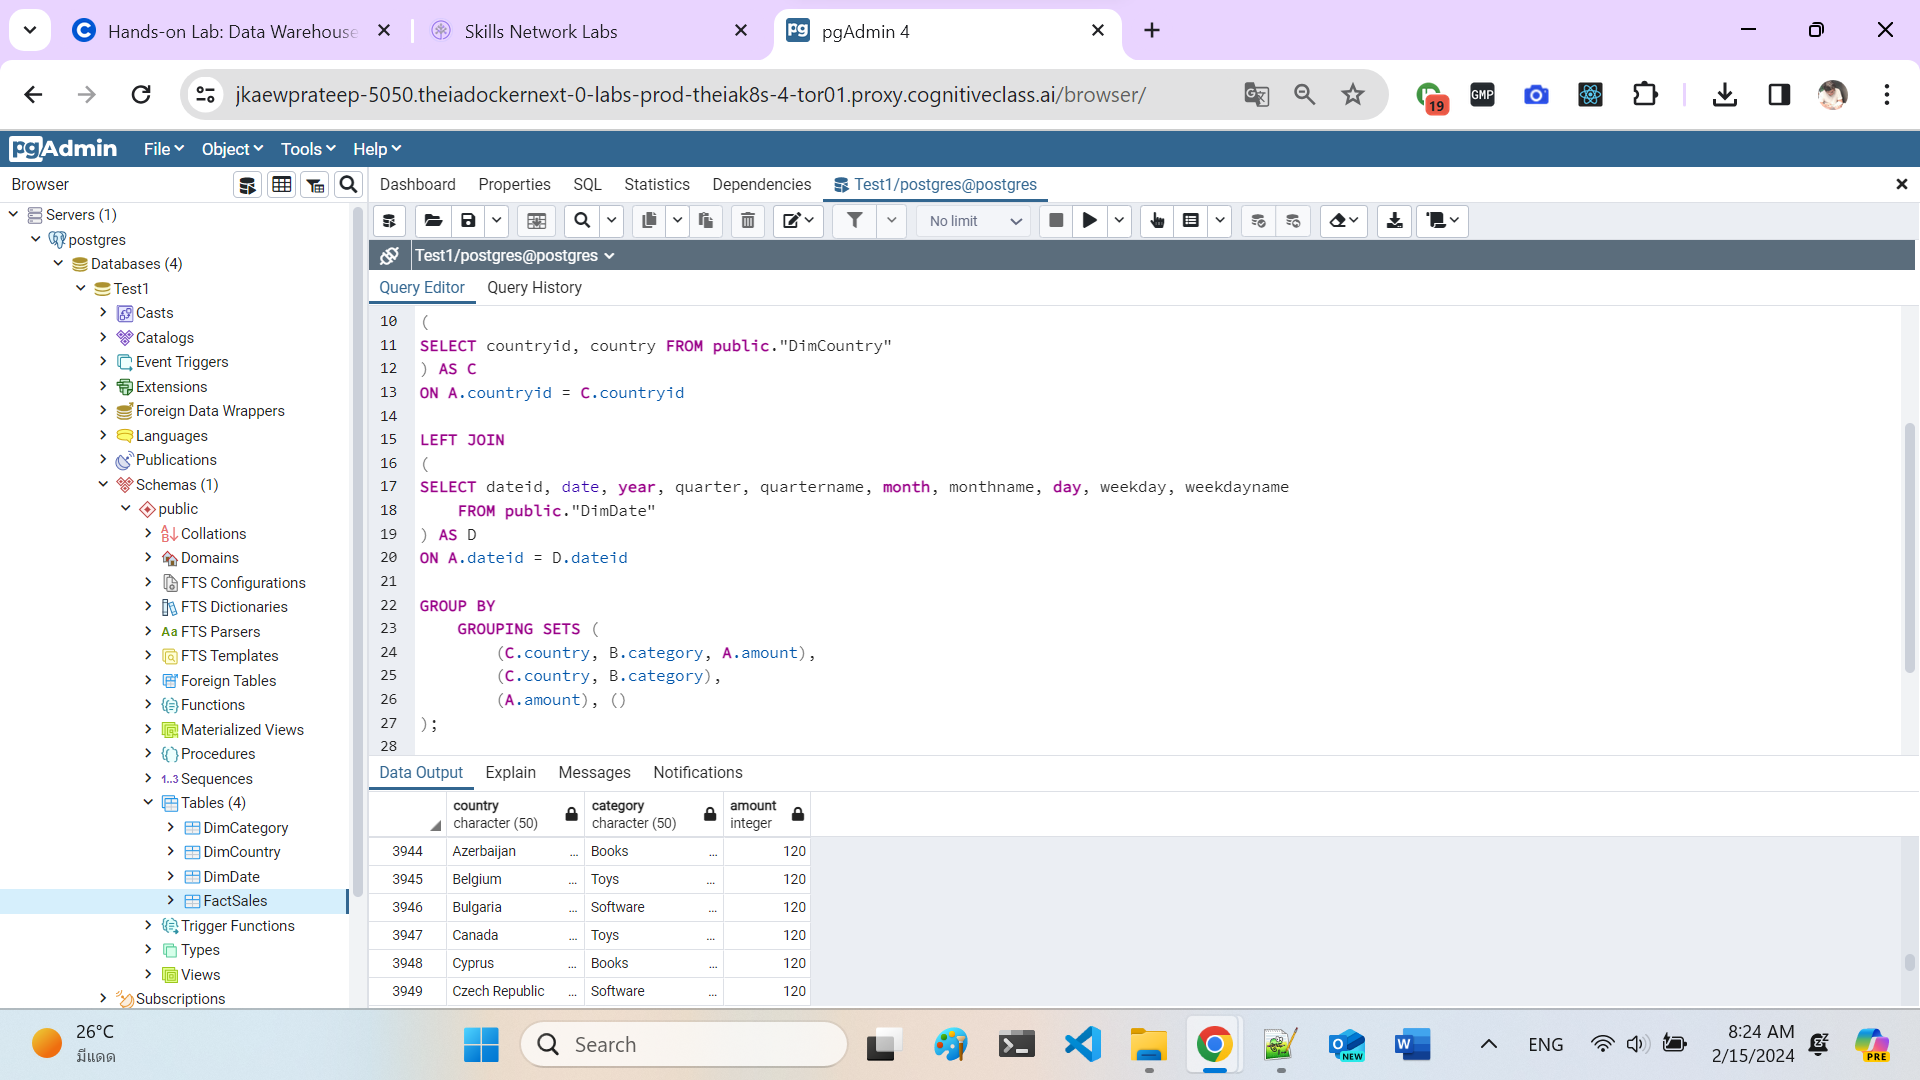 Hands-on Lab: Data Warehouse
Skills Network Labs
pgAdmin 4
jkaewprateep-5050.theiadockernext-0-labs-prod-theiak8s-4-tor01.proxy.cognitiveclass.ai/browser/
19
GMP
pgAdmin
File
Object
Tools
Help
Browser
Dashboard
Properties
SQL
Statistics
Dependencies
Test1/postgres@postgres
No limit
Test1/postgres@postgres
Query Editor
Query History
Servers (1)
postgres
Databases (4)
Test1
Casts
Catalogs
Event Triggers
Extensions
Foreign Data Wrappers
Languages
Publications
Schemas (1)
public
Collations
Domains
FTS Configurations
FTS Dictionaries
FTS Parsers
FTS Templates
Foreign Tables
Functions
Materialized Views
Procedures
Sequences
Tables (4)
DimCategory
DimCountry
DimDate
FactSales
Trigger Functions
Types
Views
Subscriptions
10 (
11 SELECT countryid, country FROM public."DimCountry"
12 ) AS C
13 ON A.countryid = C.countryid
14
15 LEFT JOIN
16 (
17 SELECT dateid, date, year, quarter, quartername, month, monthname, day, weekday, weekdayname
18 FROM public."DimDate"
19 ) AS D
20 ON A.dateid = D.dateid
21
22 GROUP BY
23 GROUPING SETS (
24 (C.country, B.category, A.amount),
25 (C.country, B.category),
26 (A.amount), ()
27 );
28
Data Output
Explain
Messages
Notifications
country character (50)
category character (50)
amount integer
3944 Azerbaijan ... Books ... 120
3945 Belgium ... Toys ... 120
3946 Bulgaria ... Software ... 120
3947 Canada ... Toys ... 120
3948 Cyprus ... Books ... 120
3949 Czech Republic ... Software ... 120
26°C
มีแดด
Search
NEW
W
ENG
8:24 AM
2/15/2024
PRE